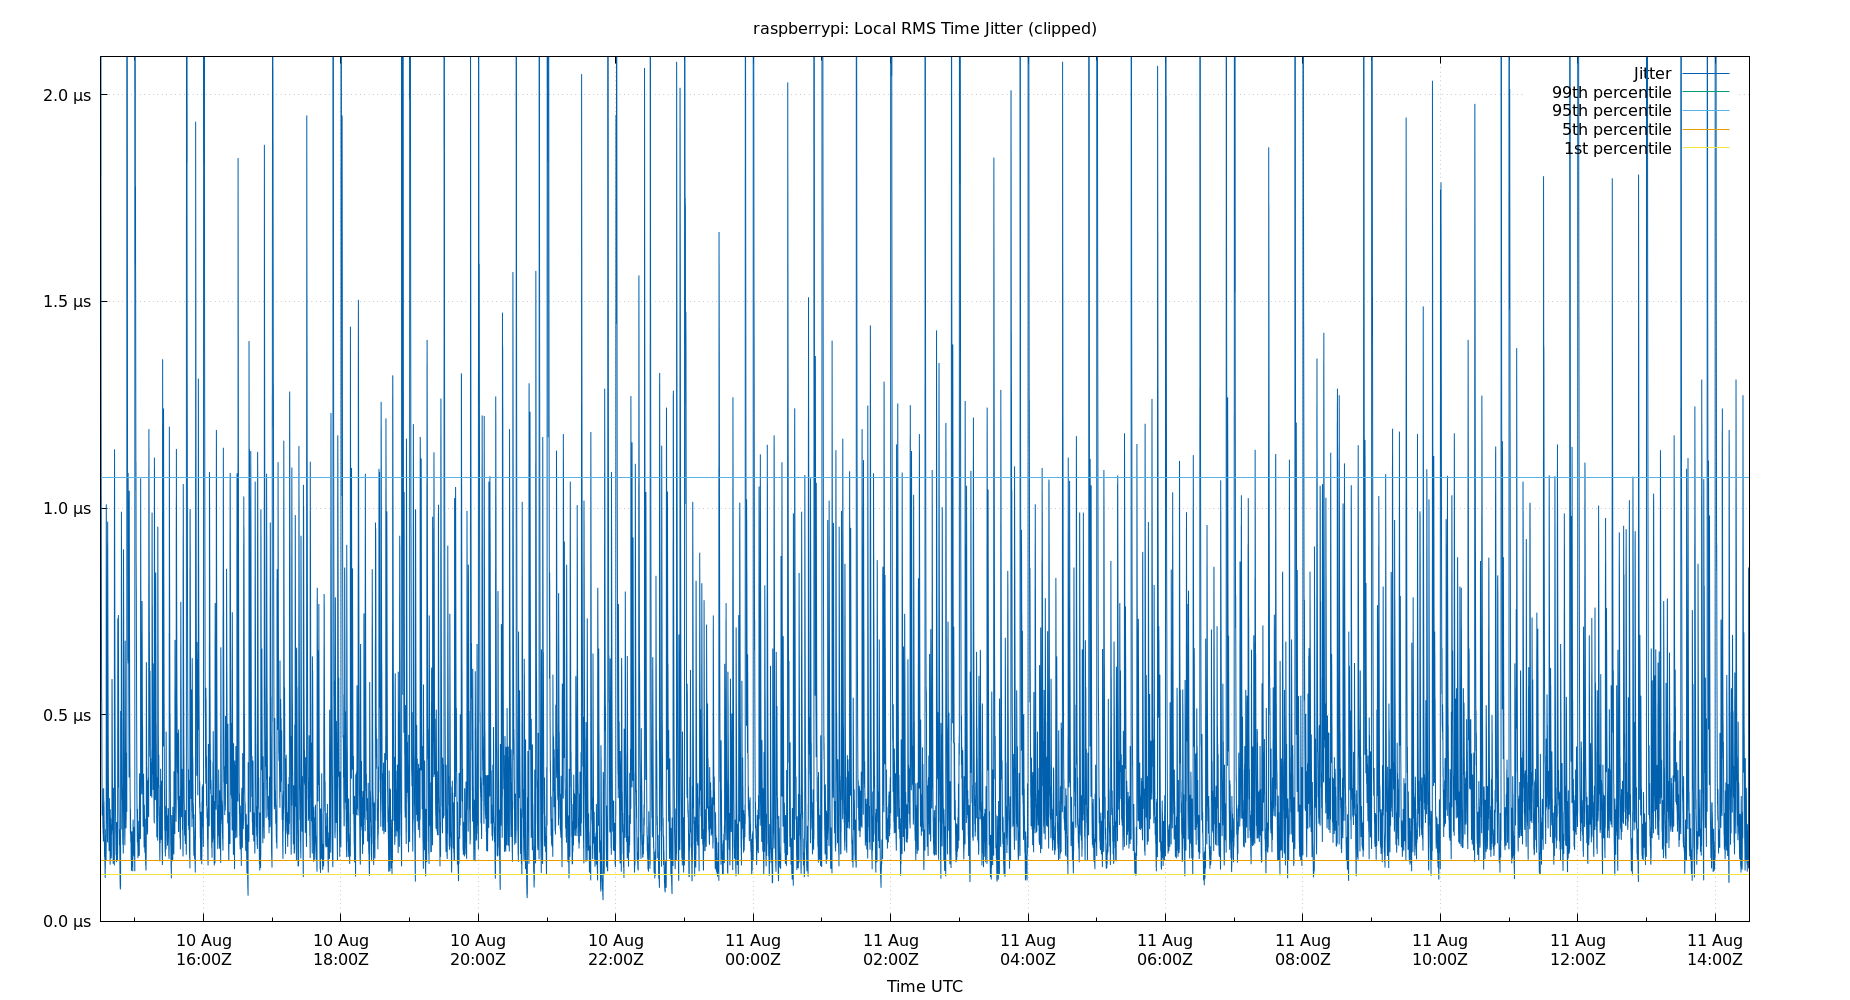 raspberrypi: Local RMS Time Jitter (clipped)
2.0 µs
1.5 µs
1.0 µs
0.5 µs
0.0 µs
Jitter
99th percentile
95th percentile
5th percentile
1st percentile
10 Aug 10 Aug 10 Aug 10 Aug 11 Aug 11 Aug 11 Aug 11 Aug 11 Aug 11 Aug 11 Aug 11 Aug
16:00Z 18:00Z 20:00Z 22:00Z 00:00Z 02:00Z 04:00Z 06:00Z 08:00Z 10:00Z 12:00Z 14:00Z
Time UTC